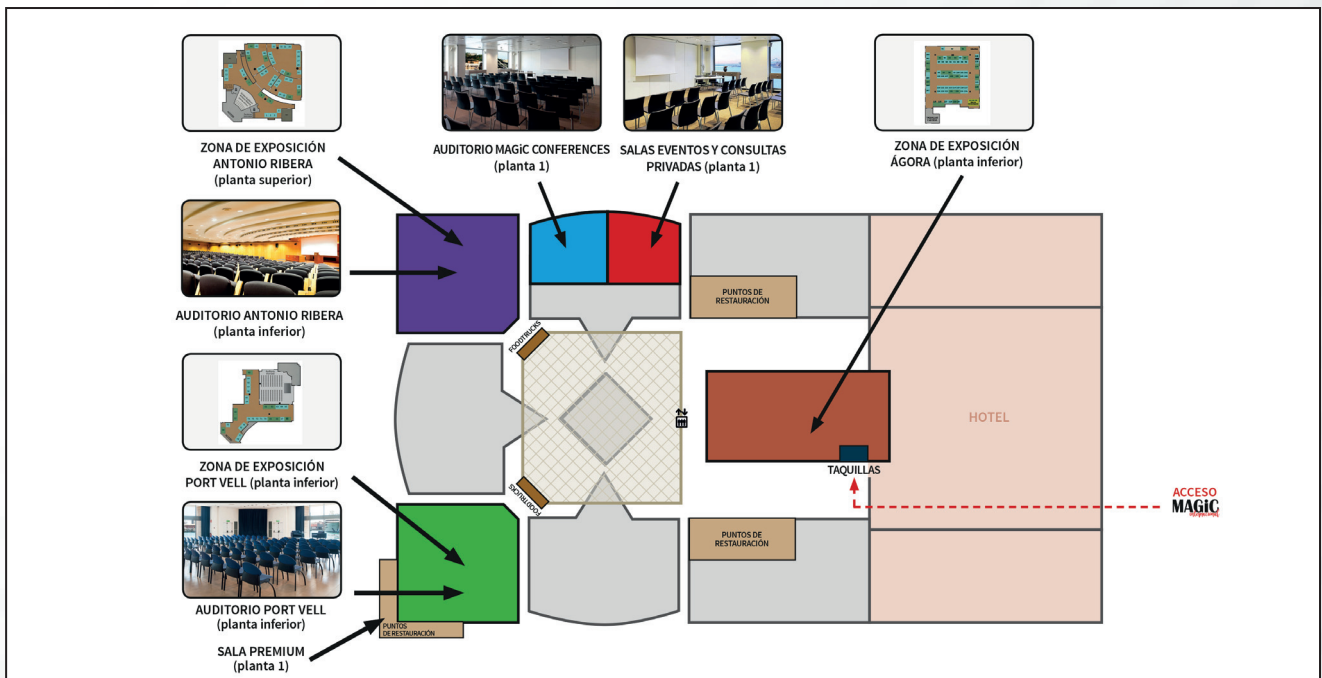 ZONA DE EXPOSICIÓN
ANTONIO RIBERA
(planta superior)
AUDITORIO MAGiC CONFERENCES
(planta 1)
SALAS EVENTOS Y CONSULTAS
PRIVADAS (planta 1)
ZONA DE EXPOSICIÓN
ÁGORA (planta inferior)
AUDITORIO ANTONIO RIBERA
(planta inferior)
PUNTOS DE
RESTAURACIÓN
FOODTRUCKS
ZONA DE EXPOSICIÓN
PORT VELL (planta inferior)
HOTEL
TAQUILLAS
FOODTRUCKS
ACCESO
MAGiC
PUNTOS DE
RESTAURACIÓN
AUDITORIO PORT VELL
(planta inferior)
PUNTOS
DE RESTAURACIÓN
SALA PREMIUM
(planta 1)